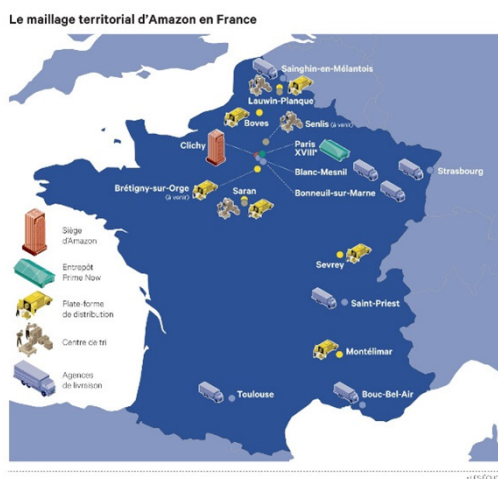 Le maillage territorial d'Amazon en France
Sainghin-en-Mélantois
Lauwin-Planque
Boves
Senlis (à venir)
Clichy
Paris
XVIIIᵉ
Blanc-Mesnil
Strasbourg
Bonneuil-sur-Marne
Brétigny-sur-Orge
(à venir)
Saran
Siège
d'Amazon
Entrepôt
Prime Now
Sevrey
Plate-forme
de distribution
Saint-Priest
Centre de tri
Montélimar
Agences
de livraison
Toulouse
Bouc-Bel-Air